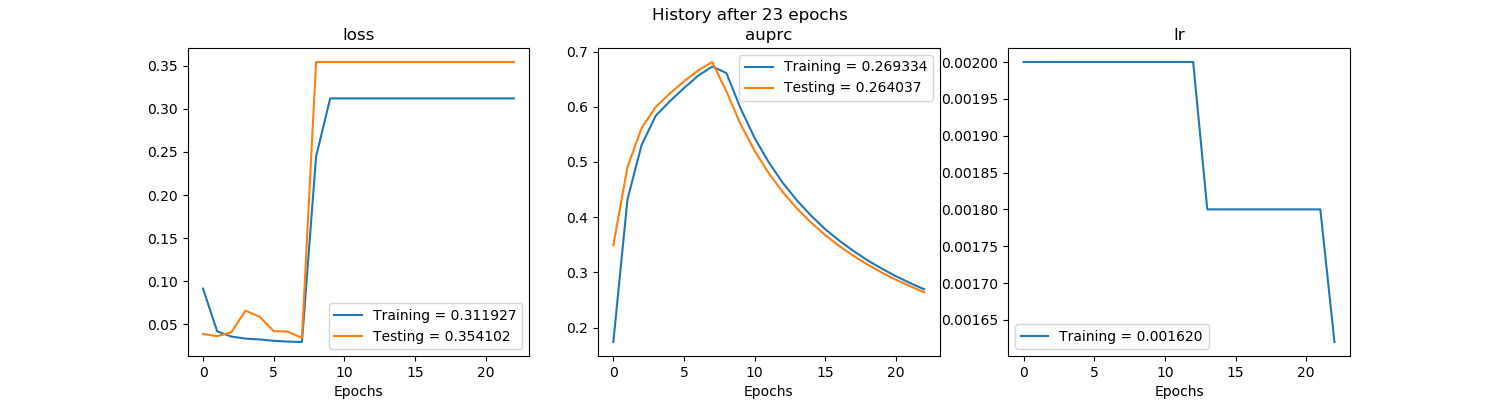 History after 23 epochs
loss
0.35
0.30
0.25
0.20
0.15
0.10
0.05
Training = 0.311927
Testing = 0.354102
0 5 10 15 20
Epochs
auprc
0.7
0.6
0.5
0.4
0.3
0.2
Training = 0.269334
Testing = 0.264037
0 5 10 15 20
Epochs
lr
0.00200
0.00195
0.00190
0.00185
0.00180
0.00175
0.00170
0.00165
Training = 0.001620
0 5 10 15 20
Epochs